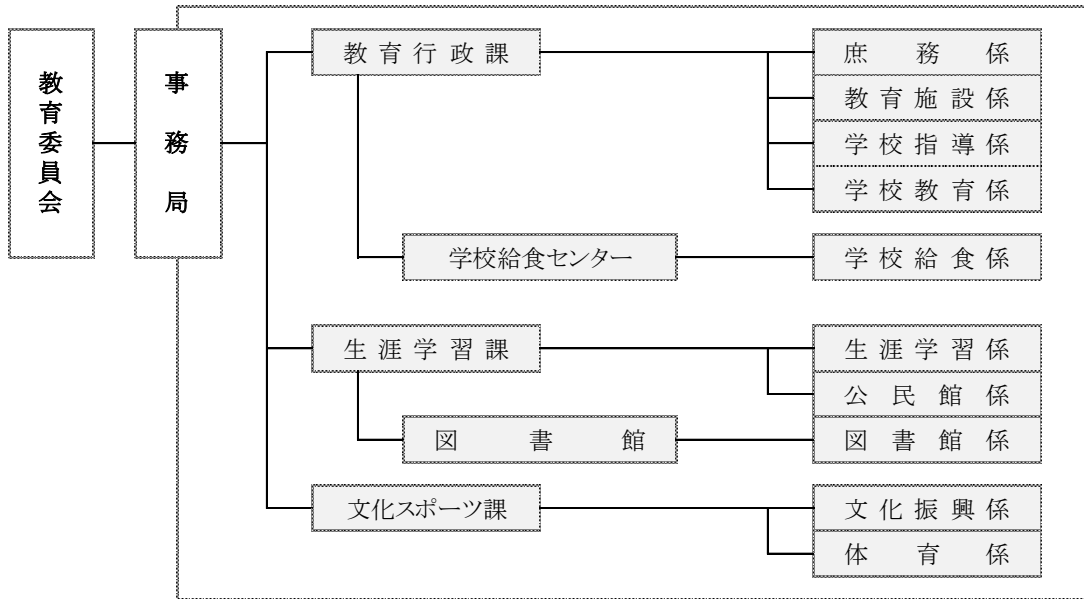 教育委員会
事務局
教育行政課
庶務係
教育施設係
学校指導係
学校教育係
学校給食センター
学校給食係
生涯学習課
生涯学習係
公民館係
図書館
図書館係
文化スポーツ課
文化振興係
体育係